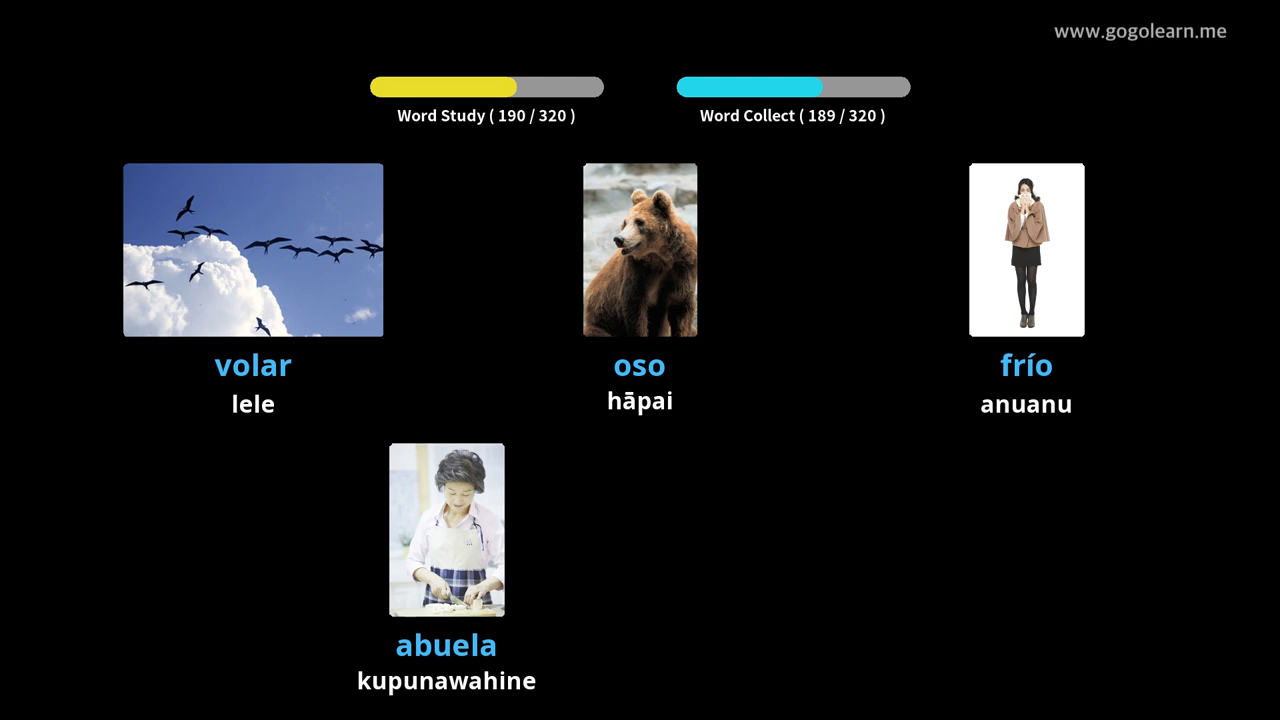 www.gogolearn.me
Word Study ( 190 / 320 )
Word Collect ( 189 / 320 )
volar
lele
oso
hāpai
frío
anuanu
abuela
kupunawahine